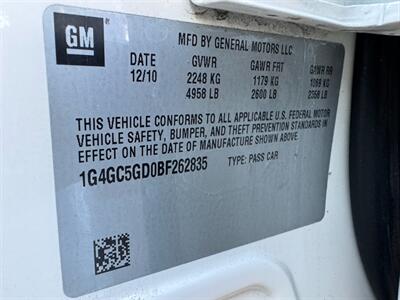 GM
MFD BY GENERAL MOTORS LLC
DATE GVWR GAWR FRT GAWR RR
12/10 2248 KG 1179 KG 1069 KG
4958 LB 2600 LB 2358 LB
THIS VEHICLE CONFORMS TO ALL APPLICABLE U.S. FEDERAL MOTOR
VEHICLE SAFETY, BUMPER, AND THEFT PREVENTION STANDARDS IN
EFFECT ON THE DATE OF MANUFACTURE SHOWN ABOVE.
1G4GC5GD0BF262835 TYPE: PASS CAR